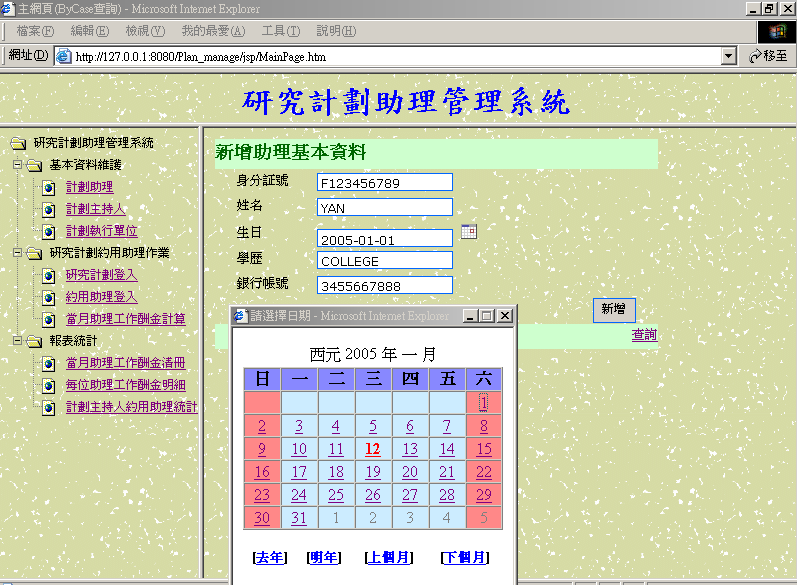 主網頁(ByCase查詢) - Microsoft Internet Explorer
檔案(F) 編輯(E) 檢視(V) 我的最愛(A) 工具(T) 說明(H)
網址(D) http://127.0.0.1:8080/Plan_manage/jsp/MainPage.htm 移至
研究計劃助理管理系統
研究計劃助理管理系統
基本資料維護
計劃助理
計劃主持人
計劃執行單位
研究計劃約用助理作業
研究計劃登入
約用助理登入
當月助理工作酬金計算
報表統計
當月助理工作酬金清冊
每位助理工作酬金明細
計劃主持人約用助理統計
新增助理基本資料
身分証號 F123456789
姓名 YAN
生日 2005-01-01
學歷 COLLEGE
銀行帳號 3455667888
新增
查詢
請選擇日期 - Microsoft Internet Explorer
西元 2005 年 一 月
日 一 二 三 四 五 六
1
2 3 4 5 6 7 8
9 10 11 12 13 14 15
16 17 18 19 20 21 22
23 24 25 26 27 28 29
30 31 1 2 3 4 5
[去年] [明年] [上個月] [下個月]